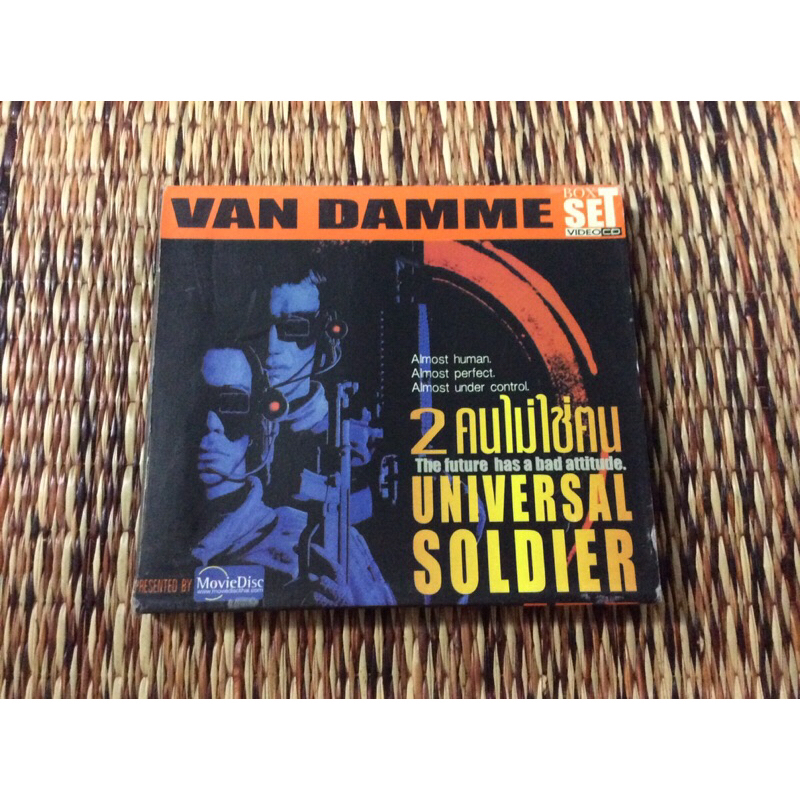 VAN DAMME
BOX
SET
VIDEO CD
Almost human.
Almost perfect.
Almost under control.
2 คนไม่ใช่คน
The future has a bad attitude.
UNIVERSAL
SOLDIER
PRESENTED BY MovieDisc